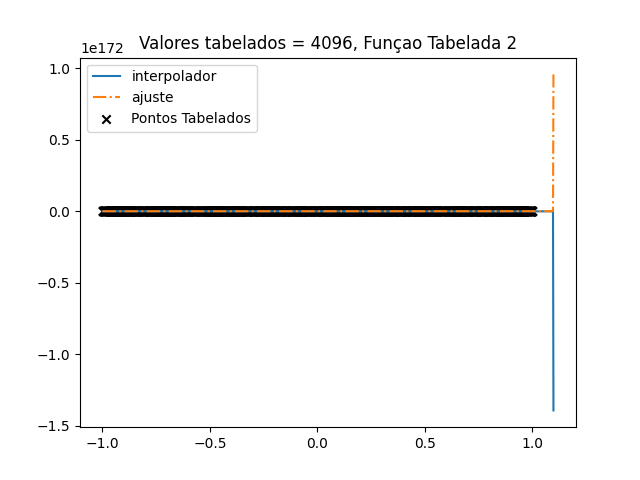 Valores tabelados = 4096, Funçao Tabelada 2
1e172
interpolador
ajuste
Pontos Tabelados
1.0
0.5
0.0
−0.5
−1.0
−1.5
−1.0 −0.5 0.0 0.5 1.0